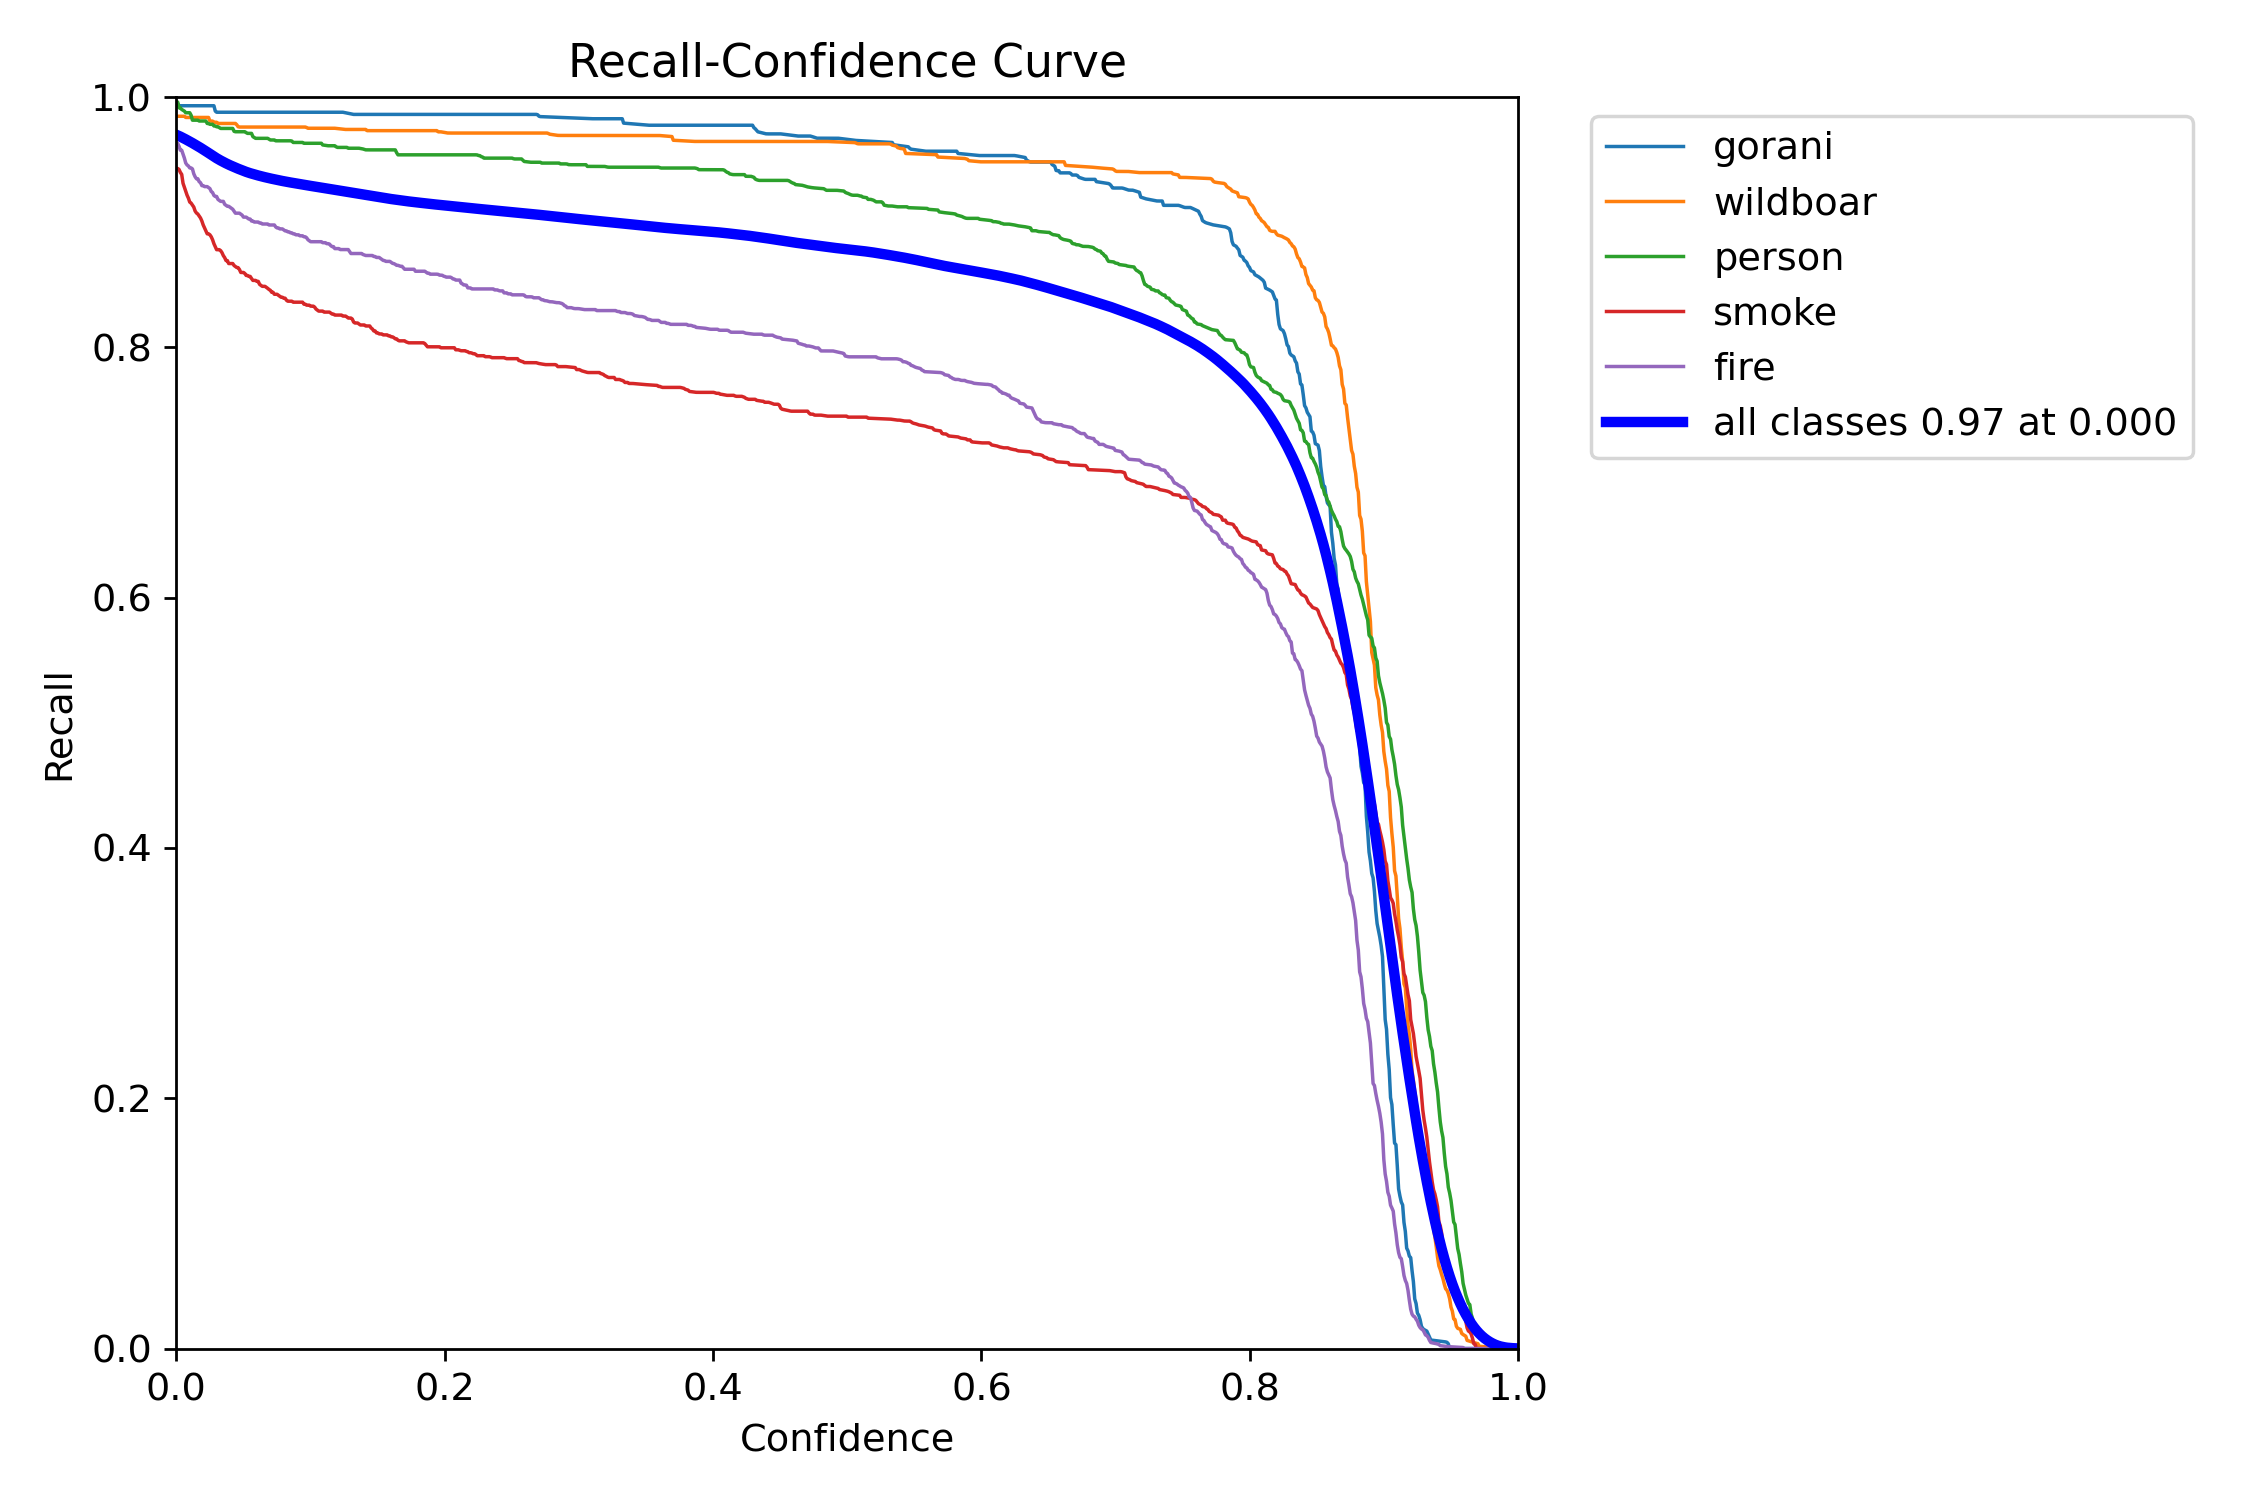 Recall-Confidence Curve
1.0
0.8
0.6
0.4
0.2
0.0
Recall
0.0 0.2 0.4 0.6 0.8 1.0
Confidence
gorani
wildboar
person
smoke
fire
all classes 0.97 at 0.000